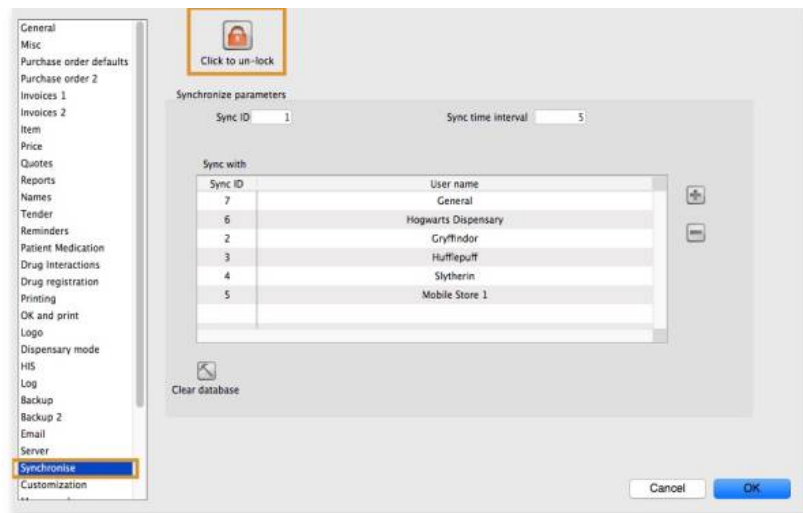 General
Misc
Purchase order defaults
Purchase order 2
Invoices 1
Invoices 2
Item
Price
Quotes
Reports
Names
Tender
Reminders
Patient Medication
Drug Interactions
Drug registration
Printing
OK and print
Logo
Dispensary mode
HIS
Log
Backup
Backup 2
Email
Server
Synchronise
Customization
Click to un-lock
Synchronize parameters
Sync ID 1 Sync time interval 5
Sync with
Sync ID User name
7 General
6 Hogwarts Dispensary
2 Gryffindor
3 Hufflepuff
4 Slytherin
5 Mobile Store 1
Clear database
Cancel OK